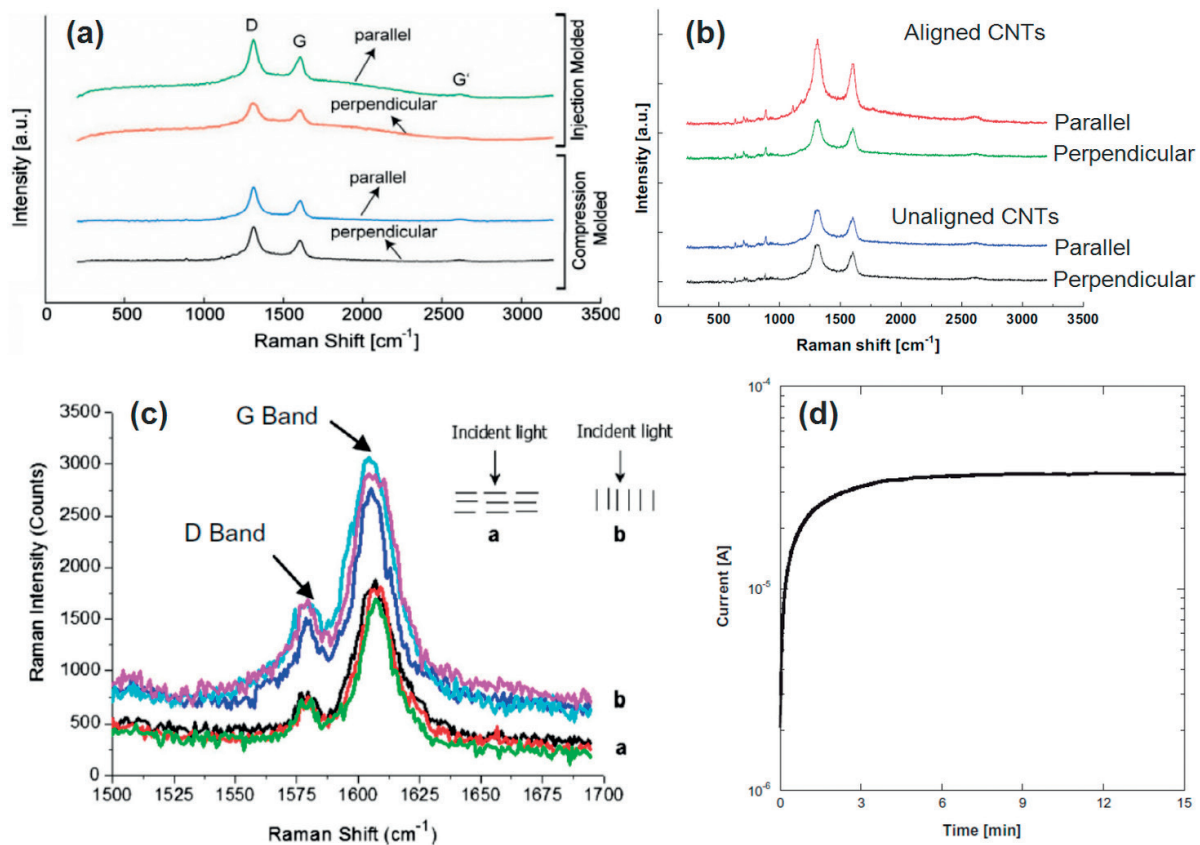 (a)
D
G
G'
parallel
perpendicular
parallel
perpendicular
Injection Molded
Compression
Molded
Intensity [a.u.]
0 500 1000 1500 2000 2500 3000 3500
Raman Shift [cm-1]
(b)
Aligned CNTs
Parallel
Perpendicular
Unaligned CNTs
Parallel
Perpendicular
Intensity [a.u.]
0 500 1000 1500 2000 2500 3000 3500
Raman shift [cm-1]
(c)
G Band
D Band
Incident light
a
Incident light
b
b
a
3500
3000
2500
2000
1500
1000
500
0
Raman Intensity (Counts)
1500 1525 1550 1575 1600 1625 1650 1675 1700
Raman Shift (cm-1)
(d)
10-4
10-5
10-6
Current [A]
0 3 6 9 12 15
Time [min]